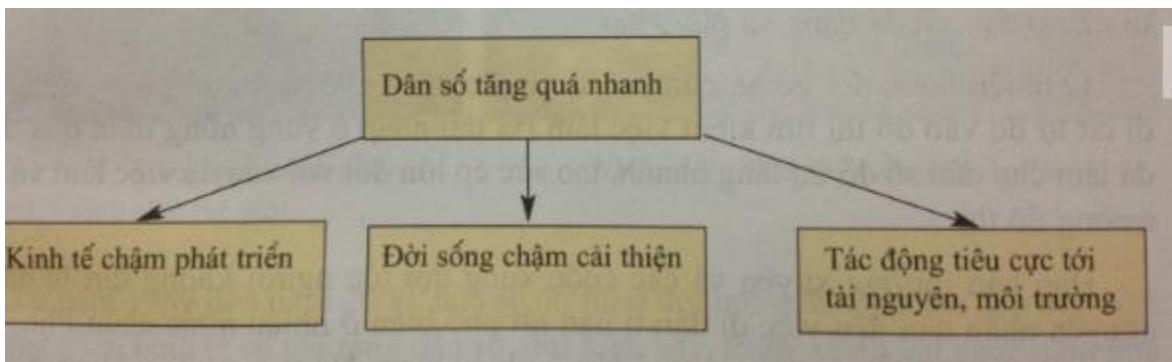 Dân số tăng quá nhanh
Kinh tế chậm phát triển
Đời sống chậm cải thiện
Tác động tiêu cực tới
tài nguyên, môi trường